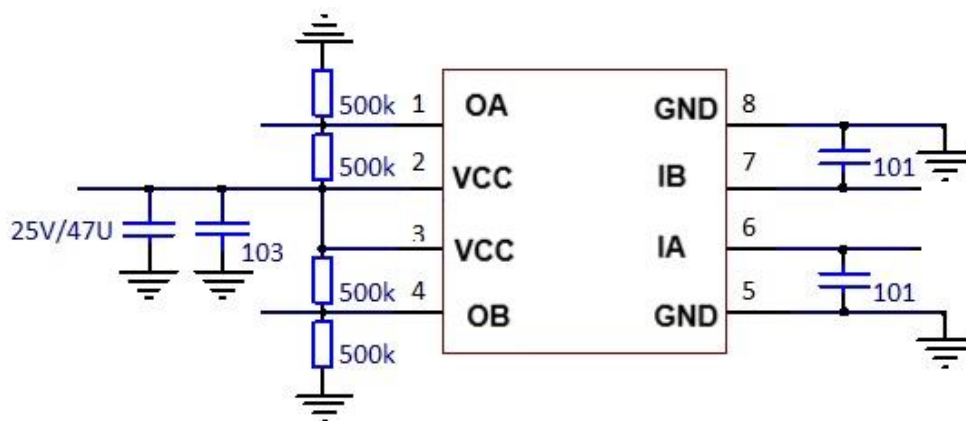 500k 1 OA GND 8
500k 2 VCC IB 7 101
25V/47U 103 3 VCC IA 6
500k 4 OB GND 5 101
500k